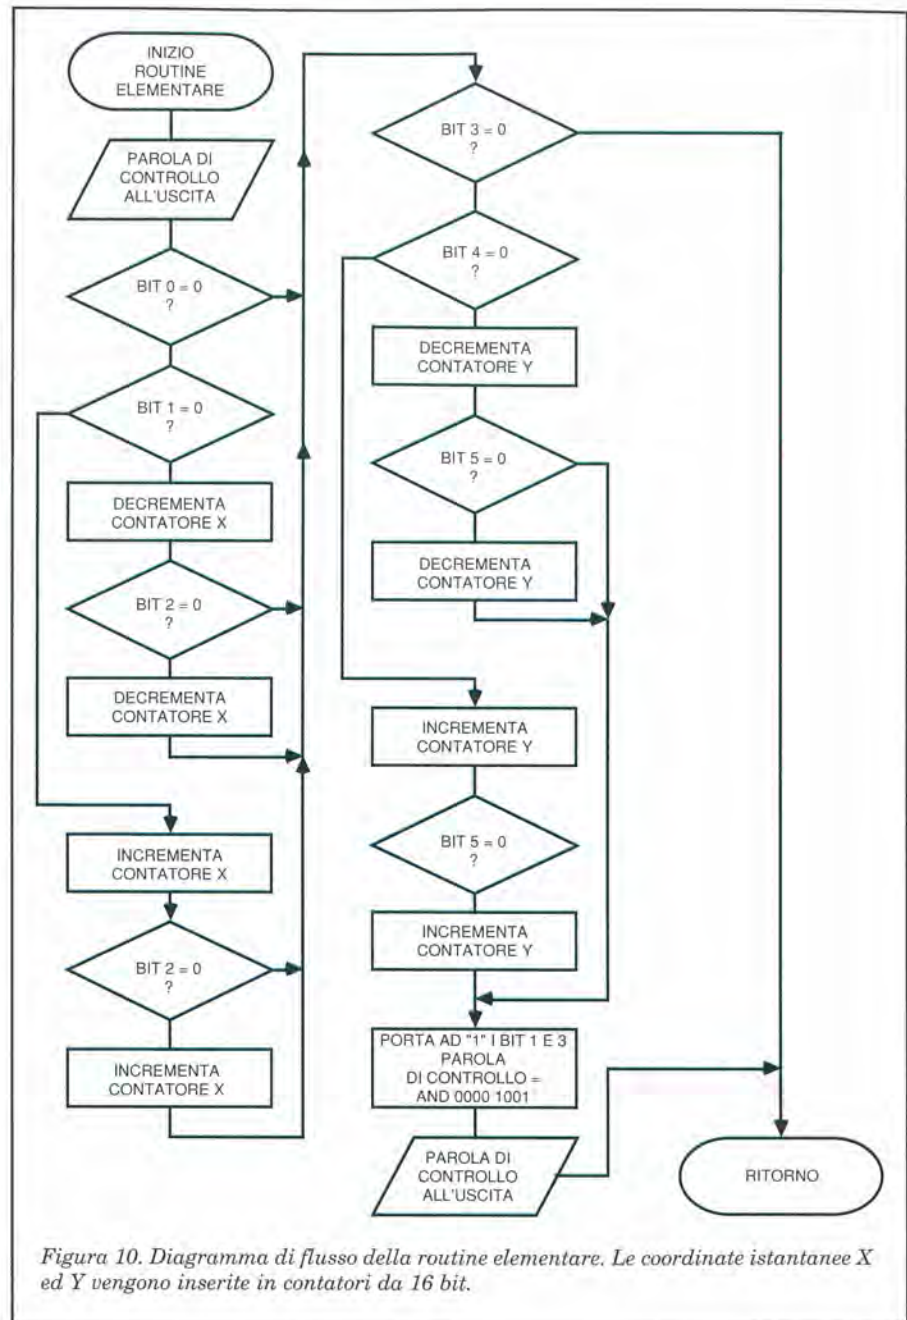 INIZIO
ROUTINE
ELEMENTARE
PAROLA DI
CONTROLLO
ALL'USCITA
BIT 0 = 0
?
BIT 1 = 0
?
DECREMENTA
CONTATORE X
BIT 2 = 0
?
DECREMENTA
CONTATORE X
INCREMENTA
CONTATORE X
BIT 2 = 0
?
INCREMENTA
CONTATORE X
BIT 3 = 0
?
BIT 4 = 0
?
DECREMENTA
CONTATORE Y
BIT 5 = 0
?
DECREMENTA
CONTATORE Y
INCREMENTA
CONTATORE Y
BIT 5 = 0
?
INCREMENTA
CONTATORE Y
PORTA AD "1" I BIT 1 E 3
PAROLA
DI CONTROLLO =
AND 0000 1001
PAROLA DI
CONTROLLO
ALL'USCITA
RITORNO
Figura 10. Diagramma di flusso della routine elementare. Le coordinate istantanee X
ed Y vengono inserite in contatori da 16 bit.